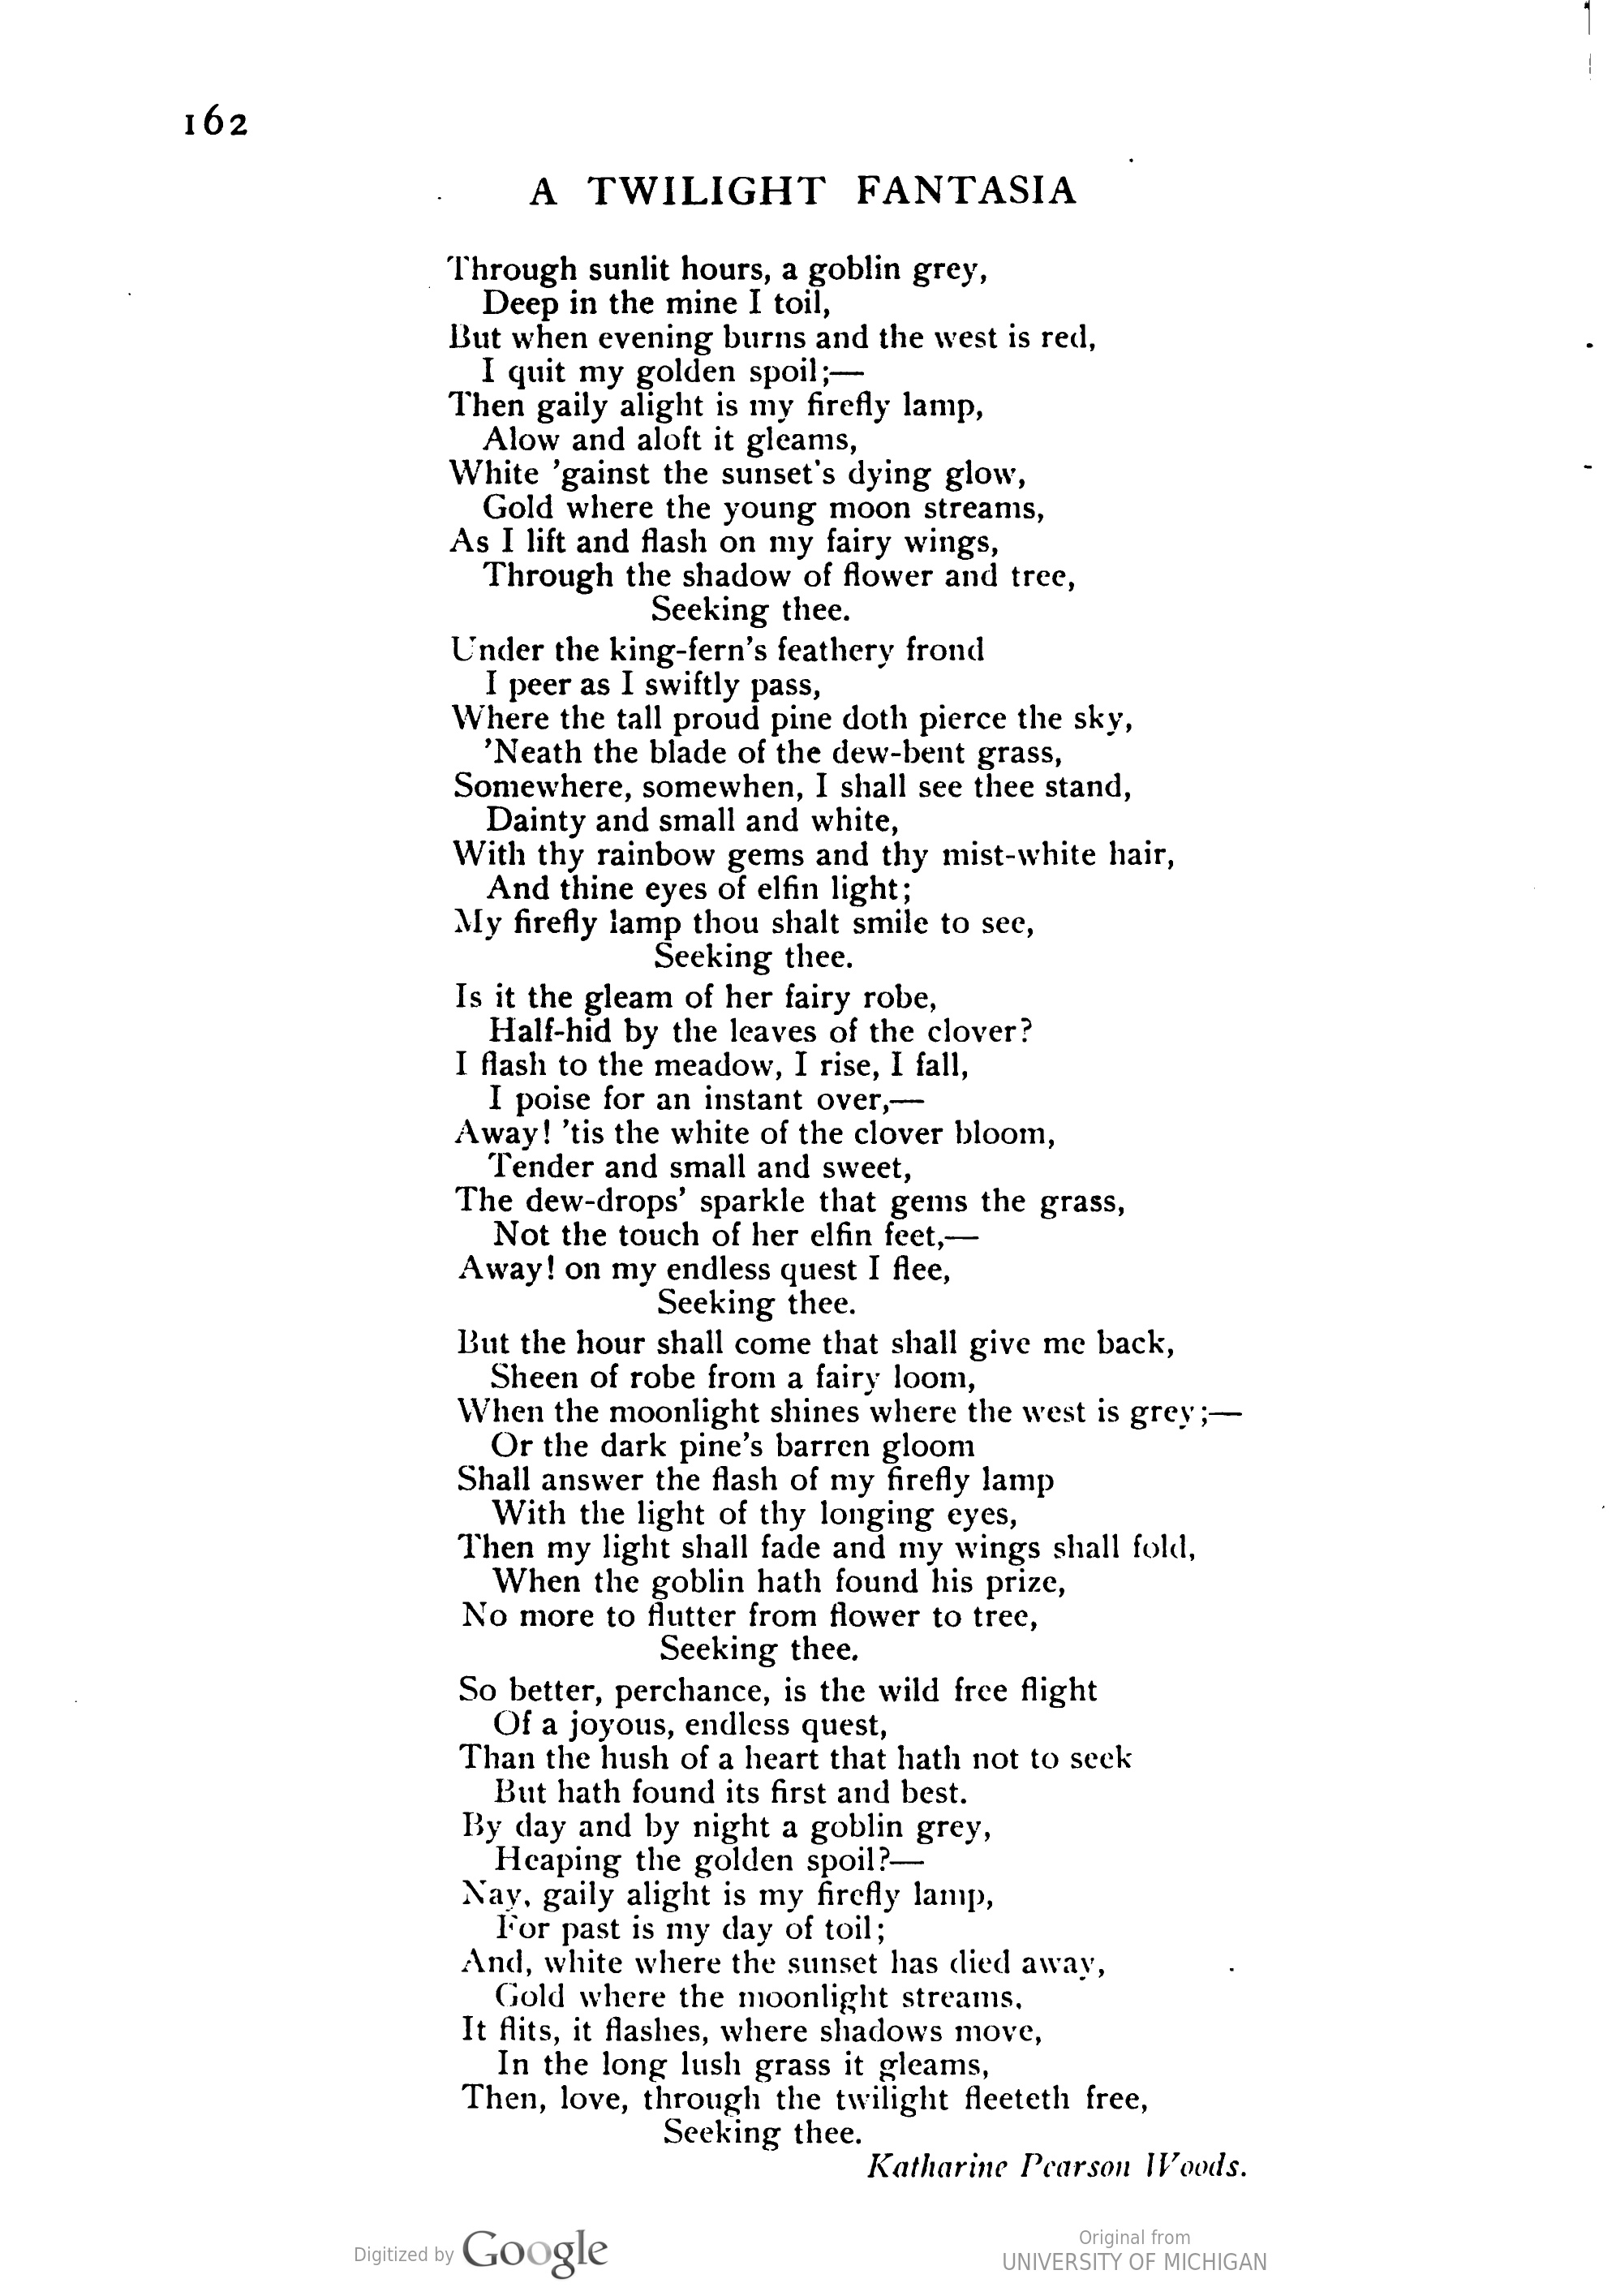 162
A TWILIGHT FANTASIA
Through sunlit hours, a goblin grey,
Deep in the mine I toil,
But when evening burns and the west is red,
I quit my golden spoil;—
Then gaily alight is my firefly lamp,
Alow and aloft it gleams,
White 'gainst the sunset's dying glow,
Gold where the young moon streams,
As I lift and flash on my fairy wings,
Through the shadow of flower and tree,
Seeking thee.
Under the king-fern's feathery frond
I peer as I swiftly pass,
Where the tall proud pine doth pierce the sky,
'Neath the blade of the dew-bent grass,
Somewhere, somewhen, I shall see thee stand,
Dainty and small and white,
With thy rainbow gems and thy mist-white hair,
And thine eyes of elfin light;
My firefly lamp thou shalt smile to see,
Seeking thee.
Is it the gleam of her fairy robe,
Half-hid by the leaves of the clover?
I flash to the meadow, I rise, I fall,
I poise for an instant over,—
Away! 'tis the white of the clover bloom,
Tender and small and sweet,
The dew-drops' sparkle that gems the grass,
Not the touch of her elfin feet,—
Away! on my endless quest I flee,
Seeking thee.
But the hour shall come that shall give me back,
Sheen of robe from a fairy loom,
When the moonlight shines where the west is grey;—
Or the dark pine's barren gloom
Shall answer the flash of my firefly lamp
With the light of thy longing eyes,
Then my light shall fade and my wings shall fold,
When the goblin hath found his prize,
No more to flutter from flower to tree,
Seeking thee.
So better, perchance, is the wild free flight
Of a joyous, endless quest,
Than the hush of a heart that hath not to seek
But hath found its first and best.
By day and by night a goblin grey,
Heaping the golden spoil?—
Nay, gaily alight is my firefly lamp,
For past is my day of toil;
And, white where the sunset has died away,
Gold where the moonlight streams,
It flits, it flashes, where shadows move,
In the long lush grass it gleams,
Then, love, through the twilight fleeteth free,
Seeking thee.
Katharine Pearson Woods.
Digitized by Google
Original from
UNIVERSITY OF MICHIGAN